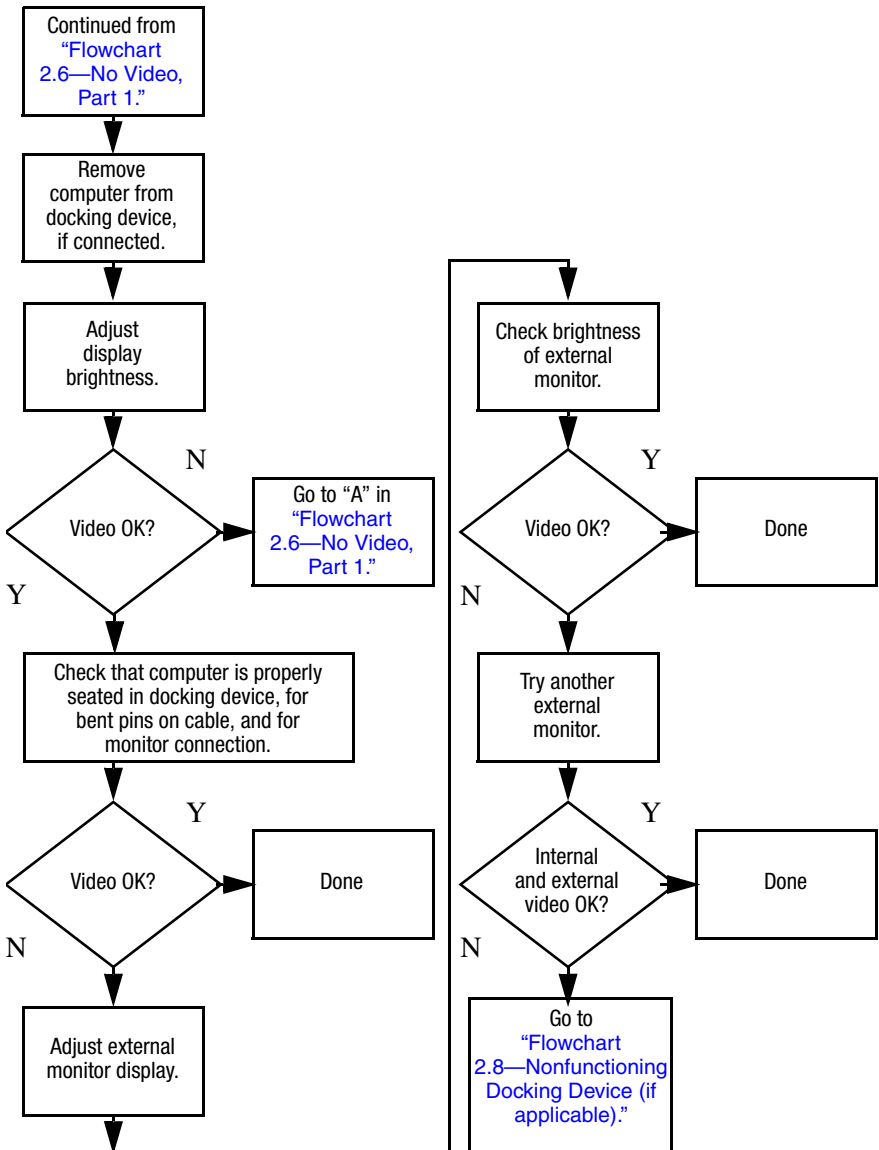 Continued from
“Flowchart
2.6—No Video,
Part 1.”
Remove
computer from
docking device,
if connected.
Adjust
display
brightness.
N
Video OK?
Go to “A” in
“Flowchart
2.6—No Video,
Part 1.”
Y
Check that computer is properly
seated in docking device, for
bent pins on cable, and for
monitor connection.
Y
Video OK?
Done
N
Adjust external
monitor display.
Check brightness
of external
monitor.
Y
Video OK?
Done
N
Try another
external
monitor.
Y
Internal
and external
video OK?
Done
N
Go to
“Flowchart
2.8—Nonfunctioning
Docking Device (if
applicable).”